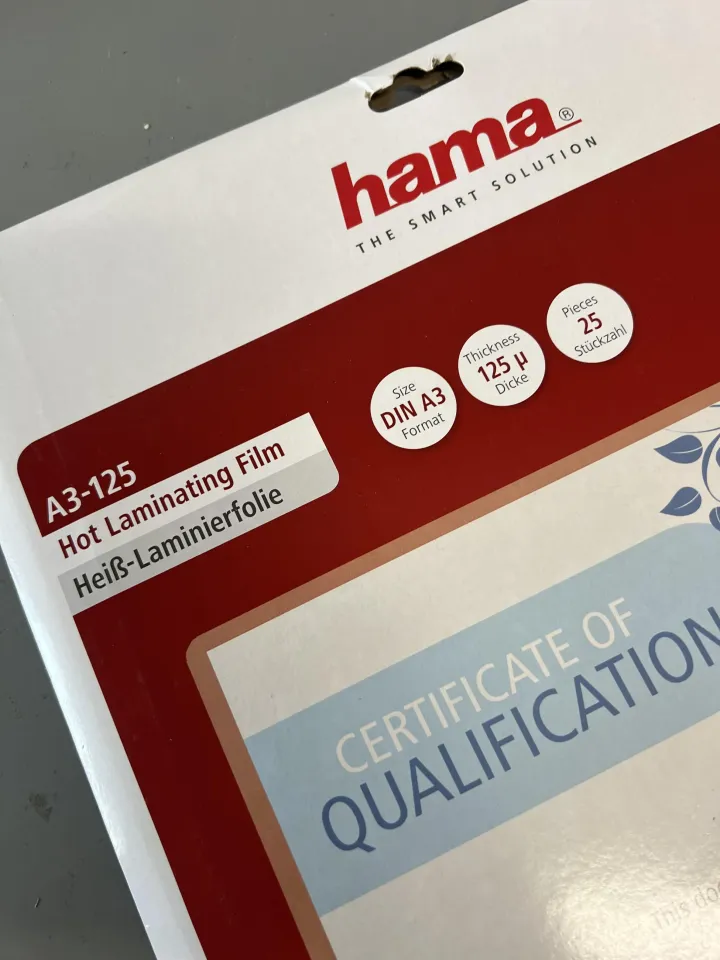 hama®
THE SMART SOLUTION
Size
DIN A3
Format
Thickness
125 µ
Dicke
Pieces
25
Stückzahl
A3-125
Hot Laminating Film
Heiß-Laminierfolie
CERTIFICATE OF
QUALIFICATION
This